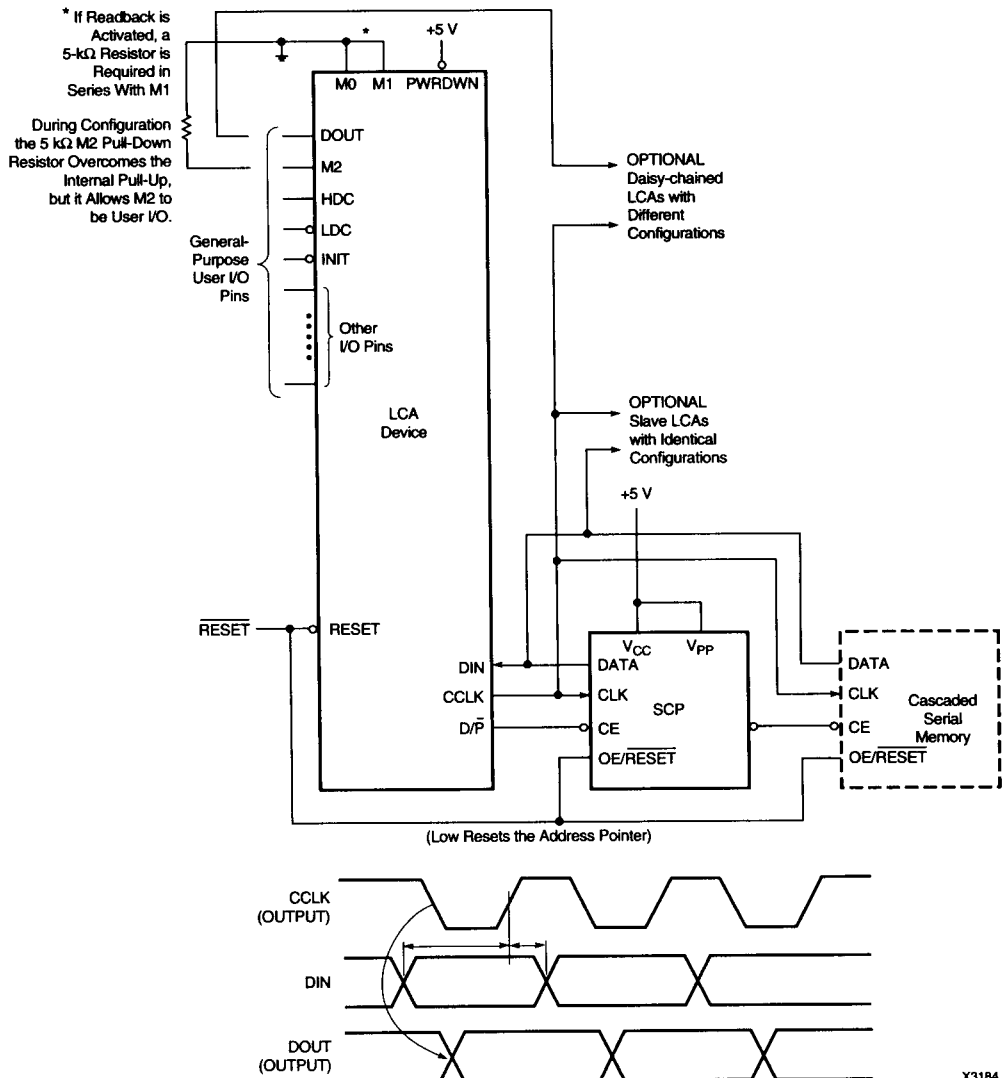 * If Readback is
Activated, a
5-kΩ Resistor is
Required in
Series With M1
*
+5 V
M0 M1 PWRDWN
During Configuration
the 5 kΩ M2 Pull-Down
Resistor Overcomes the
Internal Pull-Up,
but it Allows M2 to
be User I/O.
DOUT
M2
HDC
LDC
INIT
General-
Purpose
User I/O
Pins
Other
I/O Pins
LCA
Device
OPTIONAL
Daisy-chained
LCAs with
Different
Configurations
OPTIONAL
Slave LCAs
with Identical
Configurations
+5 V
RESET
RESET
DIN
CCLK
D/P̅
VCC VPP
DATA
CLK
SCP
CE
OE/RESET
DATA
CLK
Cascaded
Serial
Memory
CE
OE/RESET
(Low Resets the Address Pointer)
CCLK
(OUTPUT)
DIN
DOUT
(OUTPUT)
X3184